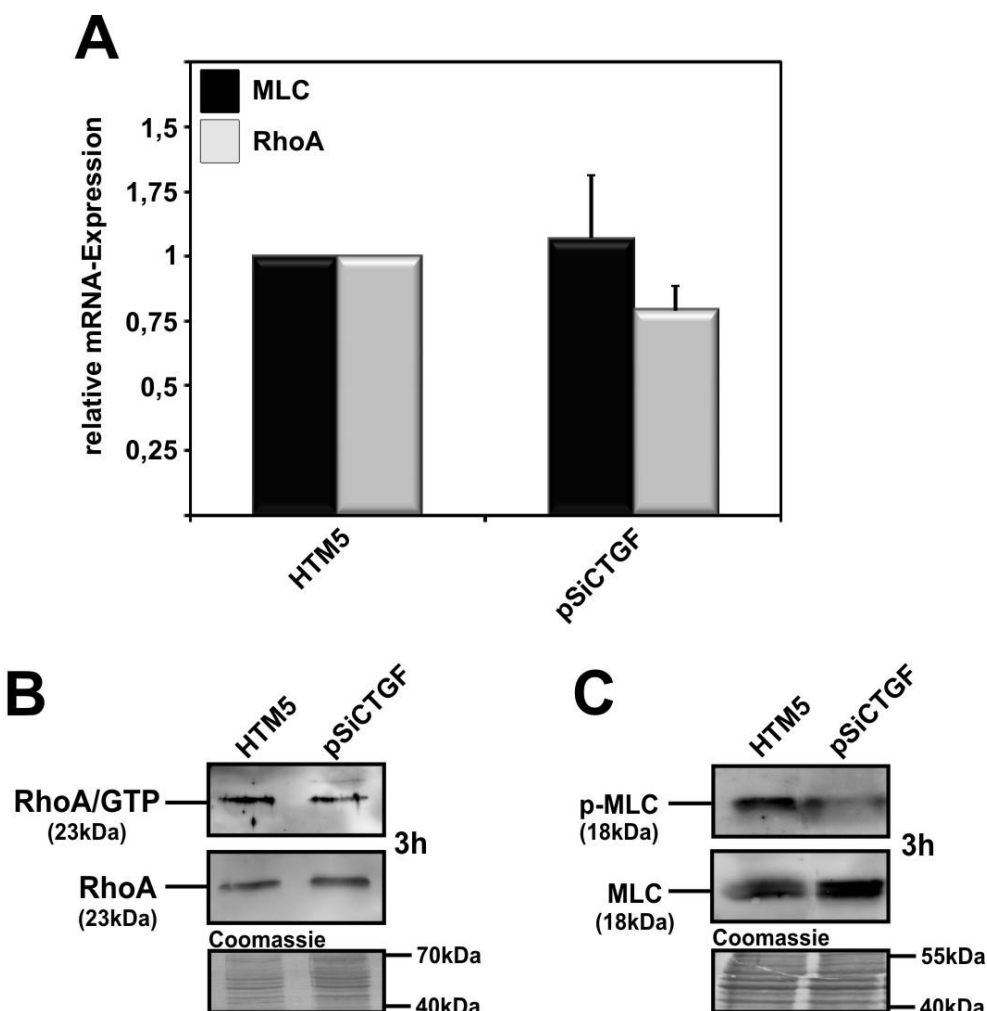 A
MLC
RhoA
relative mRNA-Expression
1,5
1,75
1
0,75
0,5
0,25
HTM5
pSiCTGF
B
HTM5
pSiCTGF
RhoA/GTP
(23kDa)
3h
RhoA
(23kDa)
Coomassie
70kDa
40kDa
C
HTM5
pSiCTGF
p-MLC
(18kDa)
3h
MLC
(18kDa)
Coomassie
55kDa
40kDa